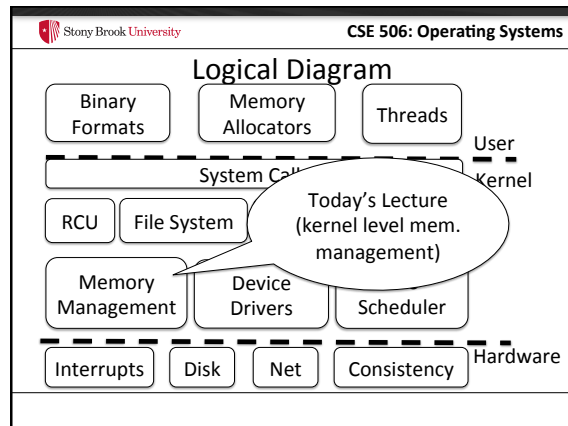 Stony Brook University
CSE 506: Operating Systems
Logical Diagram
Binary
Formats
Memory
Allocators
Threads
User
System Cal
Kernel
RCU
File System
Today's Lecture
(kernel level mem.
management)
Memory
Management
Device
Drivers
Scheduler
Hardware
Interrupts
Disk
Net
Consistency